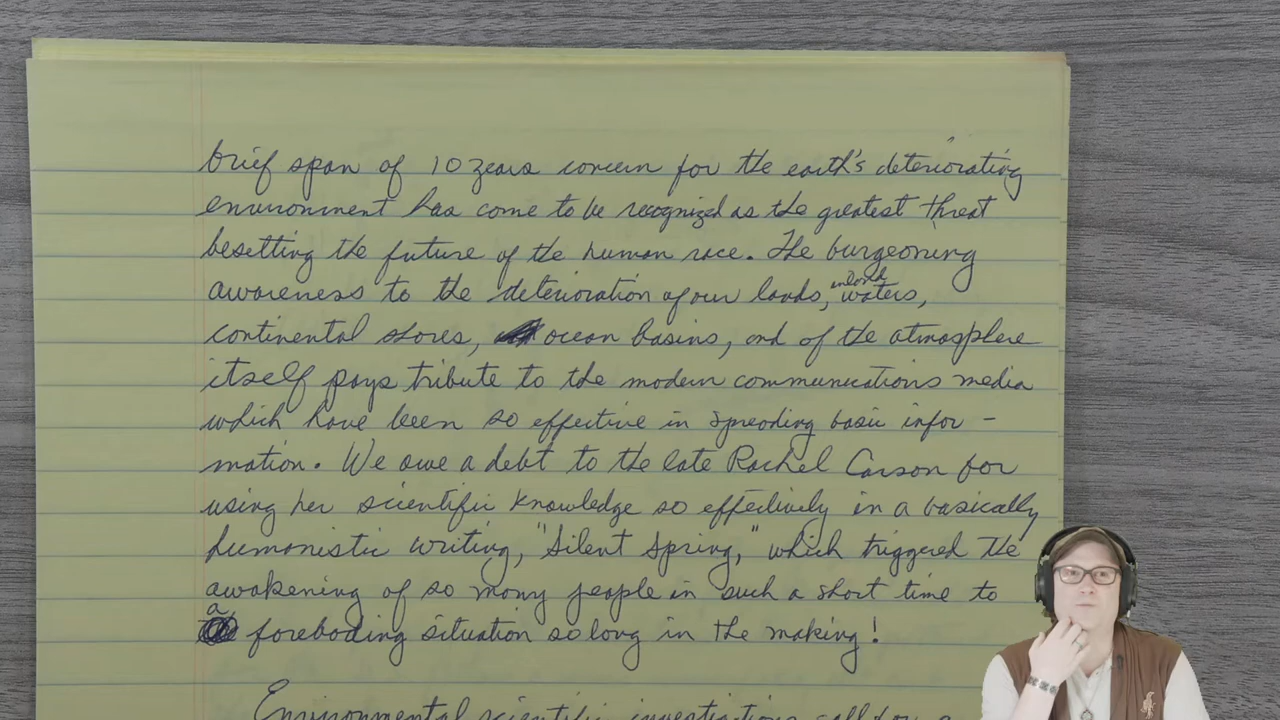 brief span of 10 years concern for the earth's deteriorating
environment has come to be recognized as the greatest threat
besetting the future of the human race. The burgeoning
awareness to the deterioration of our lands, inland waters,
continental shores, ocean basins, and of the atmosphere
itself pays tribute to the modern communications media
which have been so effective in spreading basic infor-
mation. We owe a debt to the late Rachel Carson for
using her scientific knowledge so effectively in a basically
humanistic writing, "Silent Spring," which triggered the
awakening of so many people in such a short time to
a foreboding situation so long in the making!
Environmental scientific investigations call for a